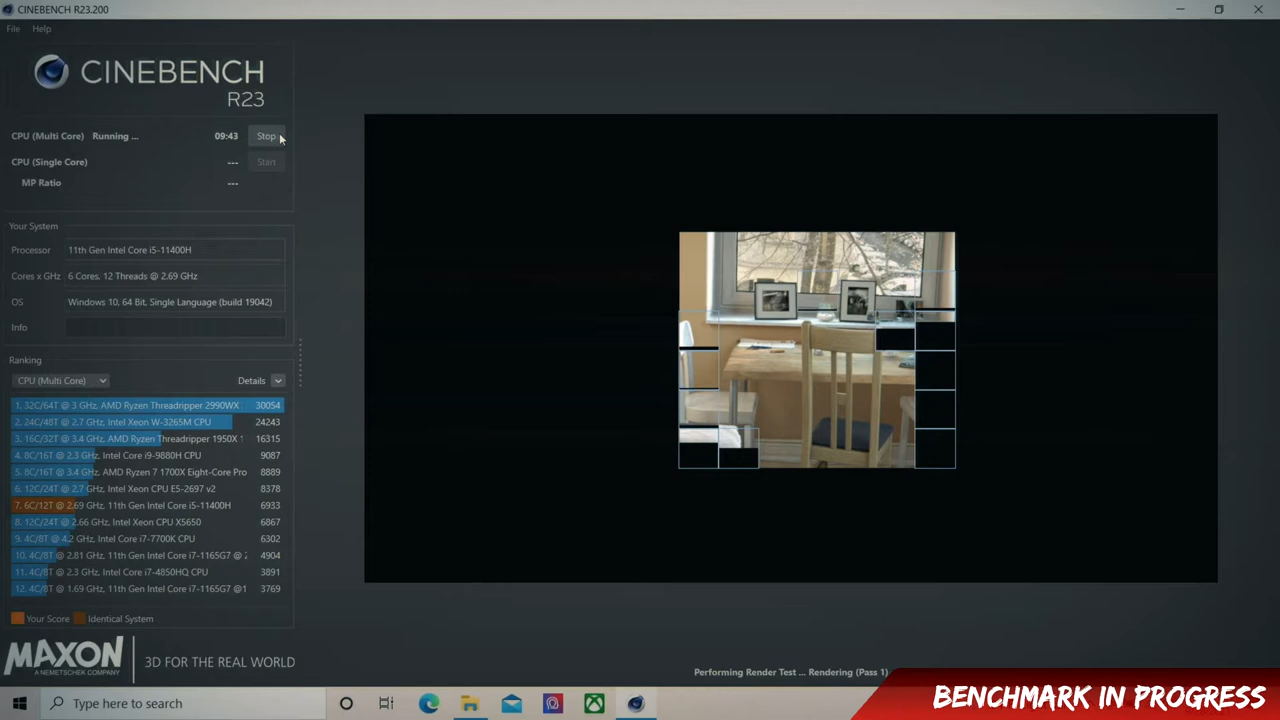 CINEBENCH R23.200
File Help
CINEBENCH
R23
CPU (Multi Core) Running ... 09:43 Stop
CPU (Single Core) --- Start
MP Ratio ---
Your System
Processor 11th Gen Intel Core i5-11400H
Cores x GHz 6 Cores, 12 Threads @ 2.69 GHz
OS Windows 10, 64 Bit, Single Language (build 19042)
Info
Ranking
CPU (Multi Core) Details
1. 32C/64T @ 3 GHz, AMD Ryzen Threadripper 2990WX 30054
2. 24C/48T @ 2.7 GHz, Intel Xeon W-3265M CPU 24243
3. 16C/32T @ 3.4 GHz, AMD Ryzen Threadripper 1950X 16315
4. 8C/16T @ 2.3 GHz, Intel Core i9-9880H CPU 9087
5. 8C/16T @ 3.4 GHz, AMD Ryzen 7 1700X Eight-Core Pro 8889
6. 12C/24T @ 2.7 GHz, Intel Xeon CPU E5-2697 v2 8378
7. 6C/12T @ 2.69 GHz, 11th Gen Intel Core i5-11400H 6933
8. 12C/24T @ 2.66 GHz, Intel Xeon CPU X5650 6867
9. 4C/8T @ 4.2 GHz, Intel Core i7-7700K CPU 6302
10. 4C/8T @ 2.81 GHz, 11th Gen Intel Core i7-1165G7 @ 2 4904
11. 4C/8T @ 2.3 GHz, Intel Core i7-4850HQ CPU 3891
12. 4C/8T @ 1.69 GHz, 11th Gen Intel Core i7-1165G7 @1 3769
Your Score Identical System
MAXON
A NEMETSCHEK COMPANY
3D FOR THE REAL WORLD
Performing Render Test ... Rendering (Pass 1)
Type here to search
BENCHMARK IN PROGRESS